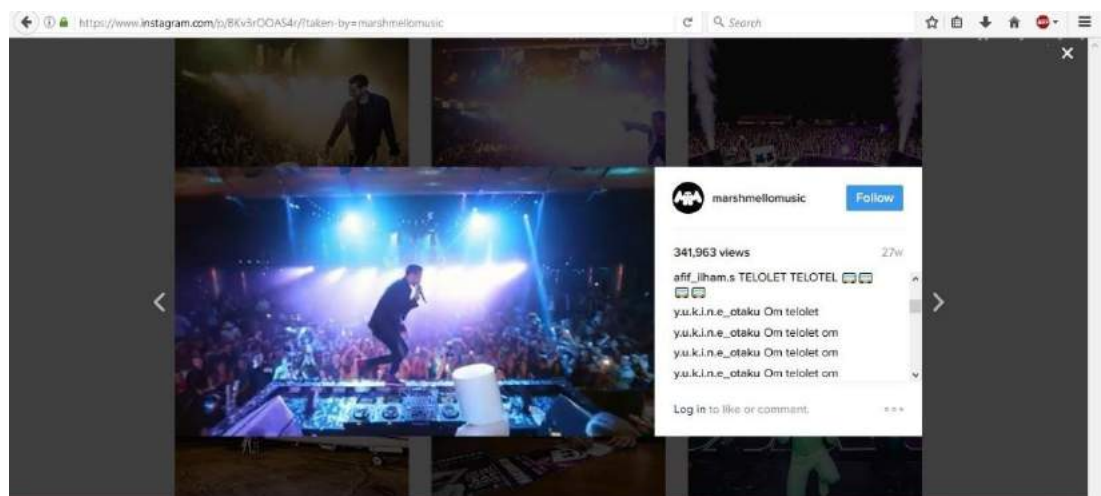 https://www.instagram.com/p/BKv3rOOAS4r/?taken-by=marshmellomusic
Search
marshmellomusic
Follow
341,963 views 27w
afif_ilham.s TELOLET TELOTEL
y.u.k.i.n.e_otaku Om telolet
y.u.k.i.n.e_otaku Om telolet om
y.u.k.i.n.e_otaku Om telolet om
y.u.k.i.n.e_otaku Om telolet om
Log in to like or comment.